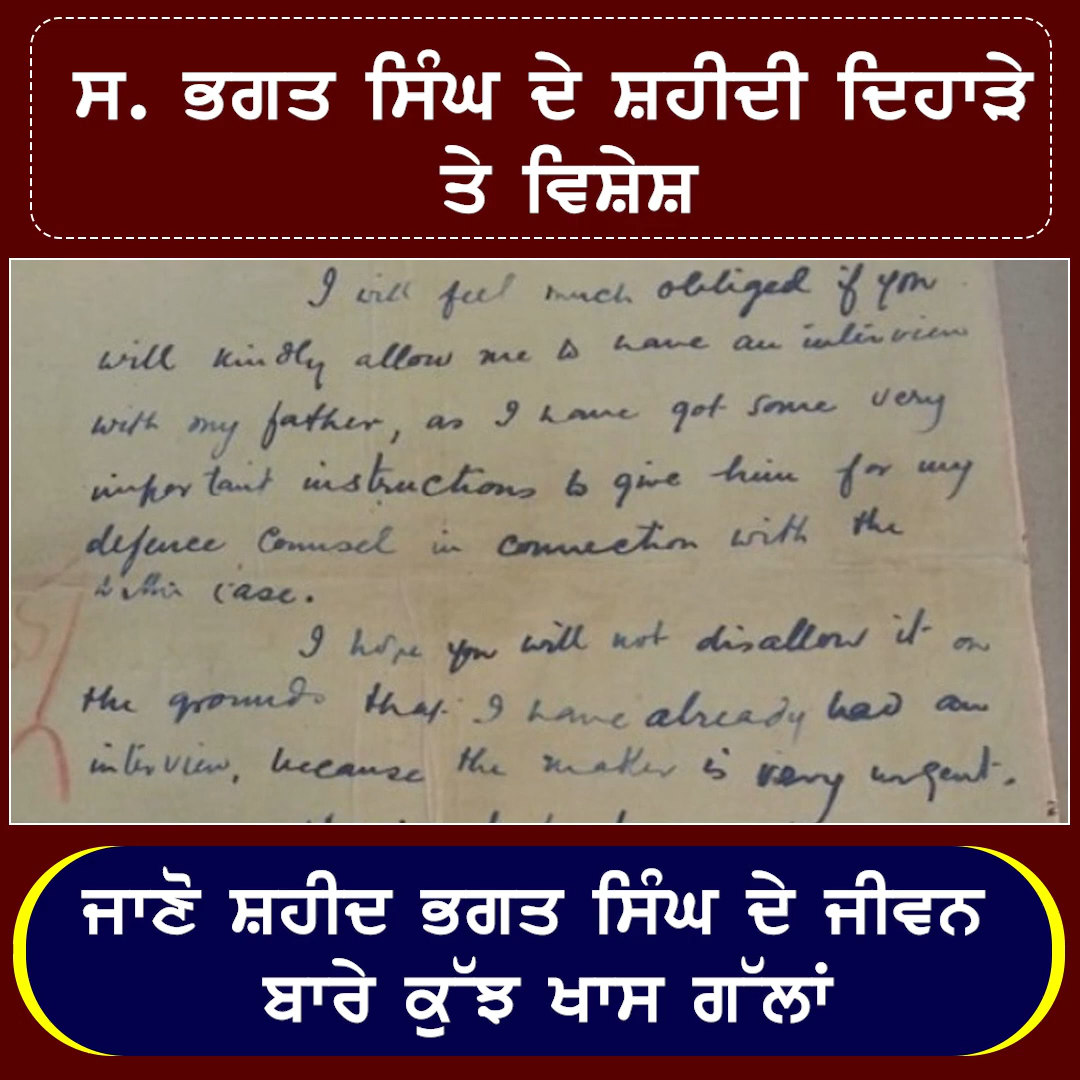 ਸ. ਭਗਤ ਸਿੰਘ ਦੇ ਸ਼ਹੀਦੀ ਦਿਹਾੜੇ
ਤੇ ਵਿਸ਼ੇਸ਼
I will feel much obliged if you
will kindly allow me to have an interview
with my father, as I have got some very
important instructions to give him for my
defence counsel in connection with the
case.
I hope you will not disallow it on
the grounds that I have already had an
interview, because the matter is very urgent.
ਜਾਣੋ ਸ਼ਹੀਦ ਭਗਤ ਸਿੰਘ ਦੇ ਜੀਵਨ
ਬਾਰੇ ਕੁੱਝ ਖਾਸ ਗੱਲਾਂ